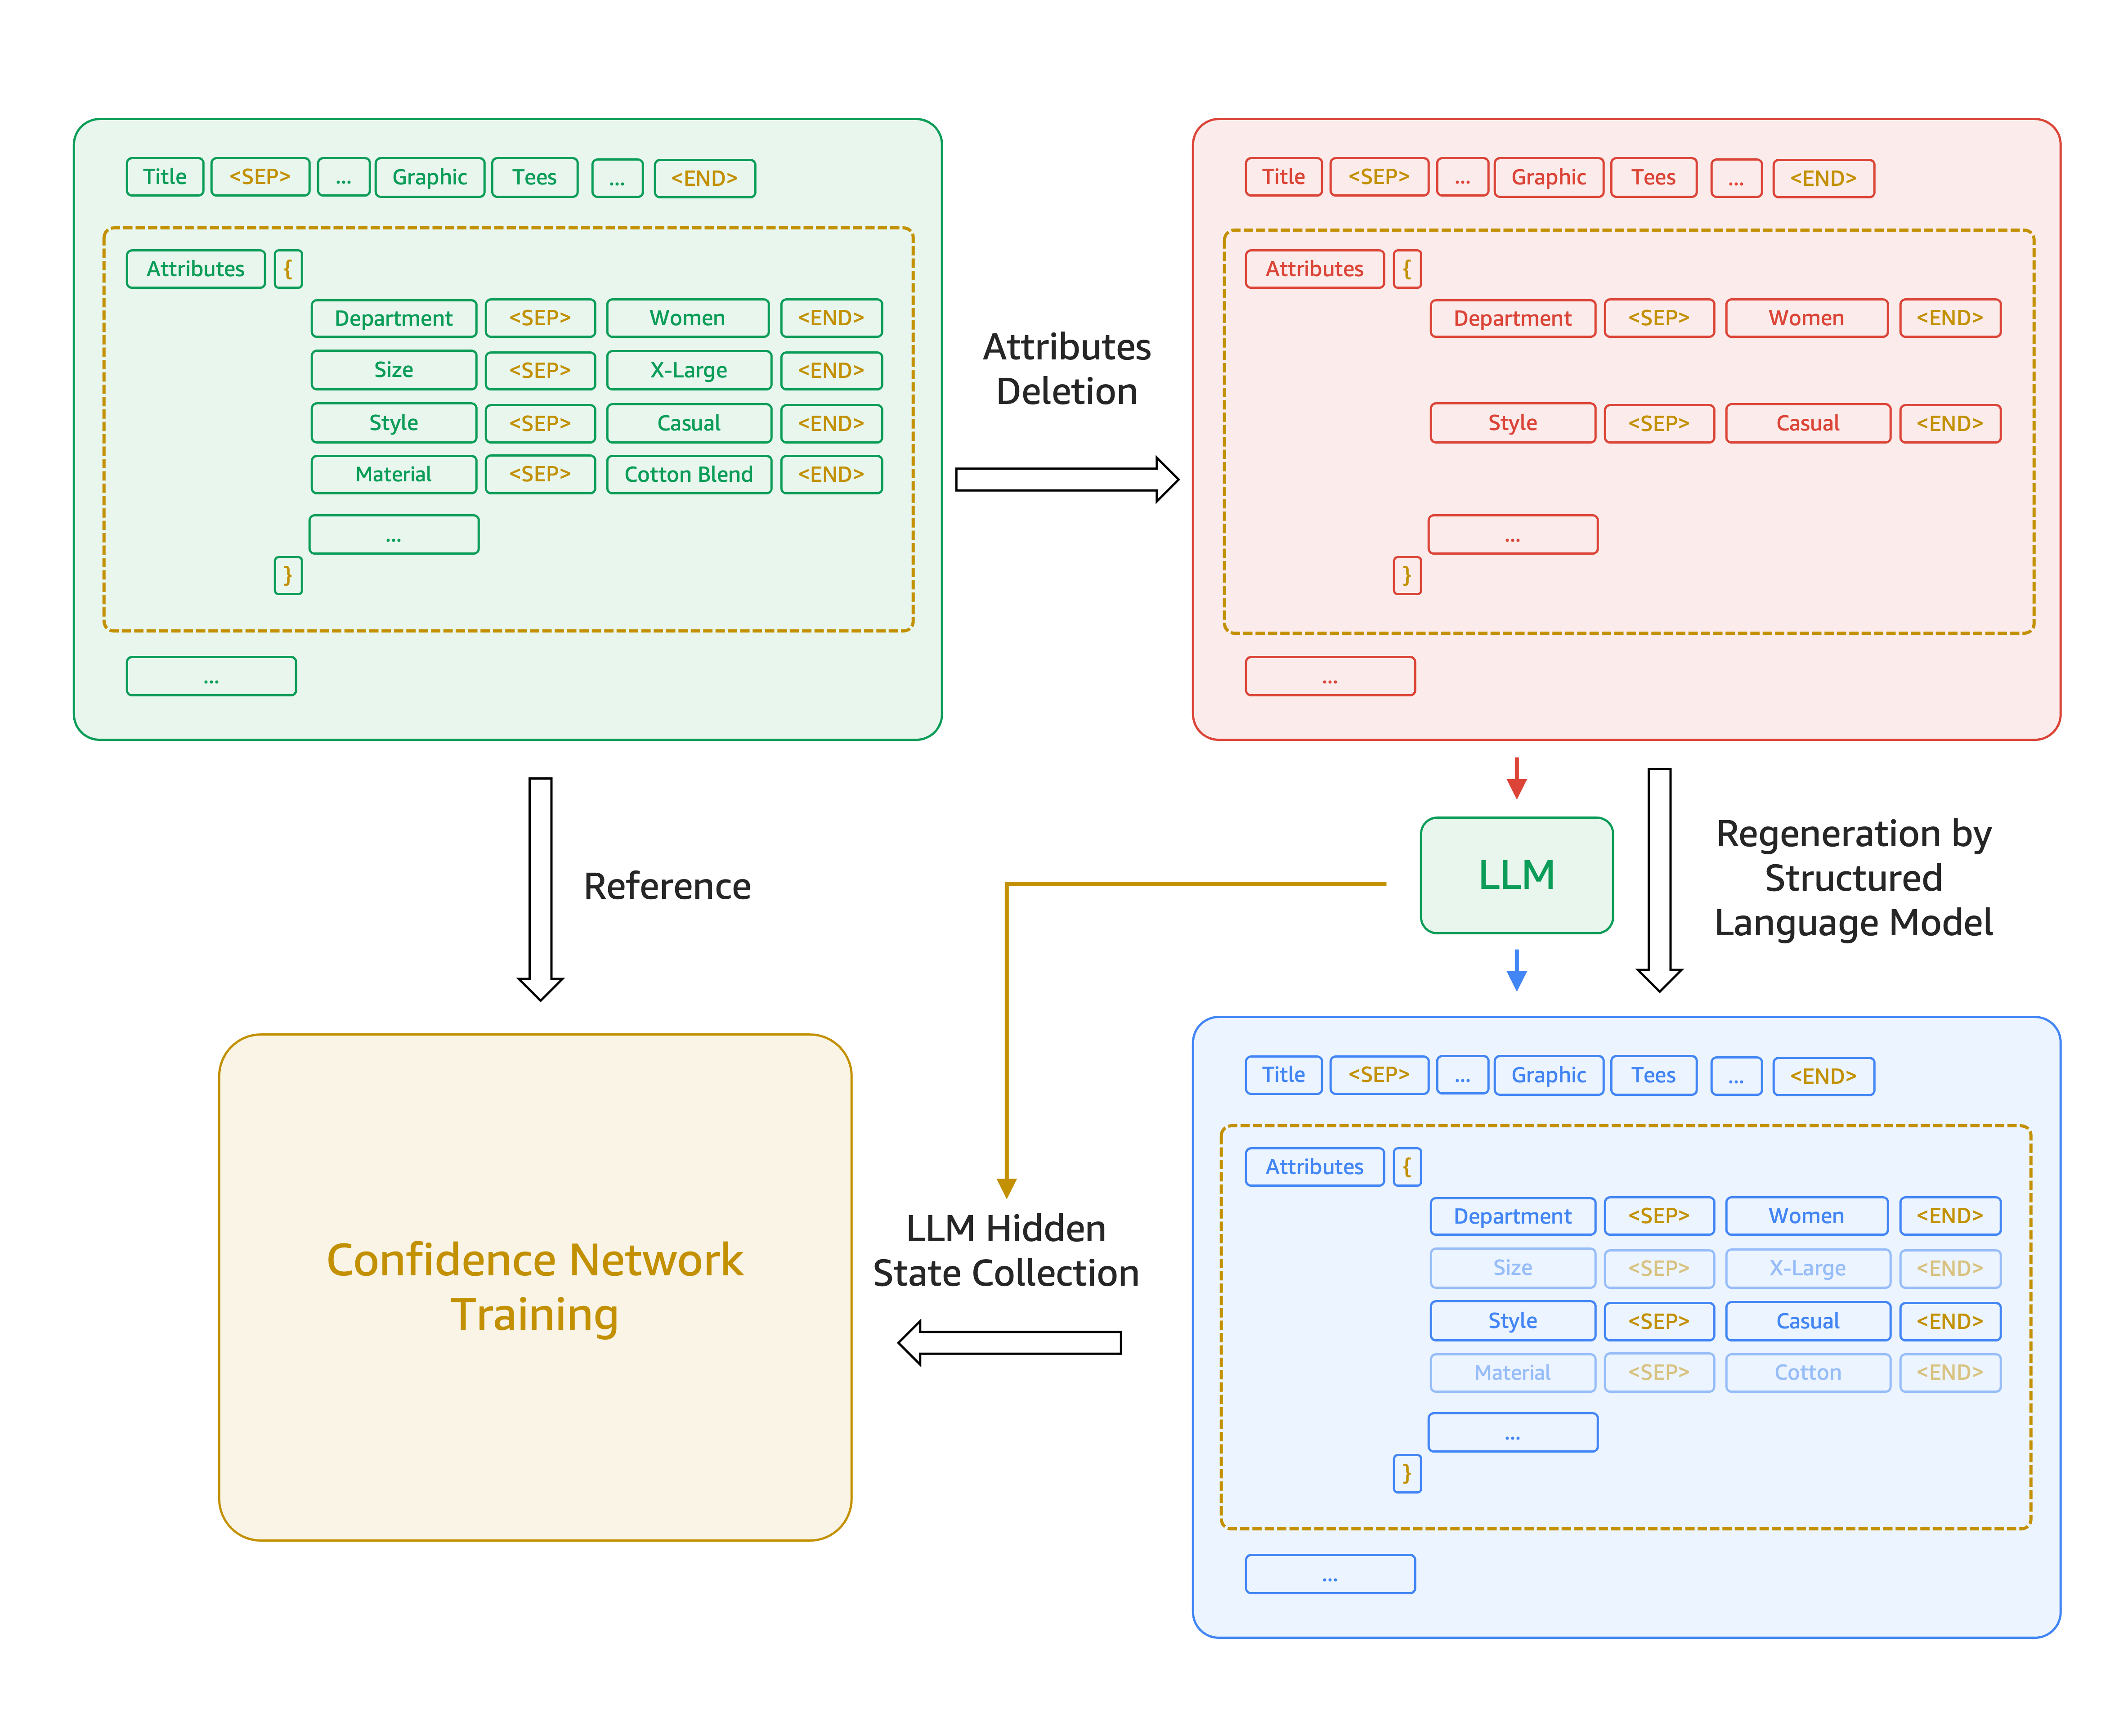 Title <SEP> ... Graphic Tees ... <END>
Attributes {
Department <SEP> Women <END>
Size <SEP> X-Large <END>
Style <SEP> Casual <END>
Material <SEP> Cotton Blend <END>
...
}
...
Attributes
Deletion
Title <SEP> ... Graphic Tees ... <END>
Attributes {
Department <SEP> Women <END>
Style <SEP> Casual <END>
...
}
...
Reference
LLM
Regeneration by
Structured
Language Model
Confidence Network
Training
LLM Hidden
State Collection
Title <SEP> ... Graphic Tees ... <END>
Attributes {
Department <SEP> Women <END>
Size <SEP> X-Large <END>
Style <SEP> Casual <END>
Material <SEP> Cotton <END>
...
}
...